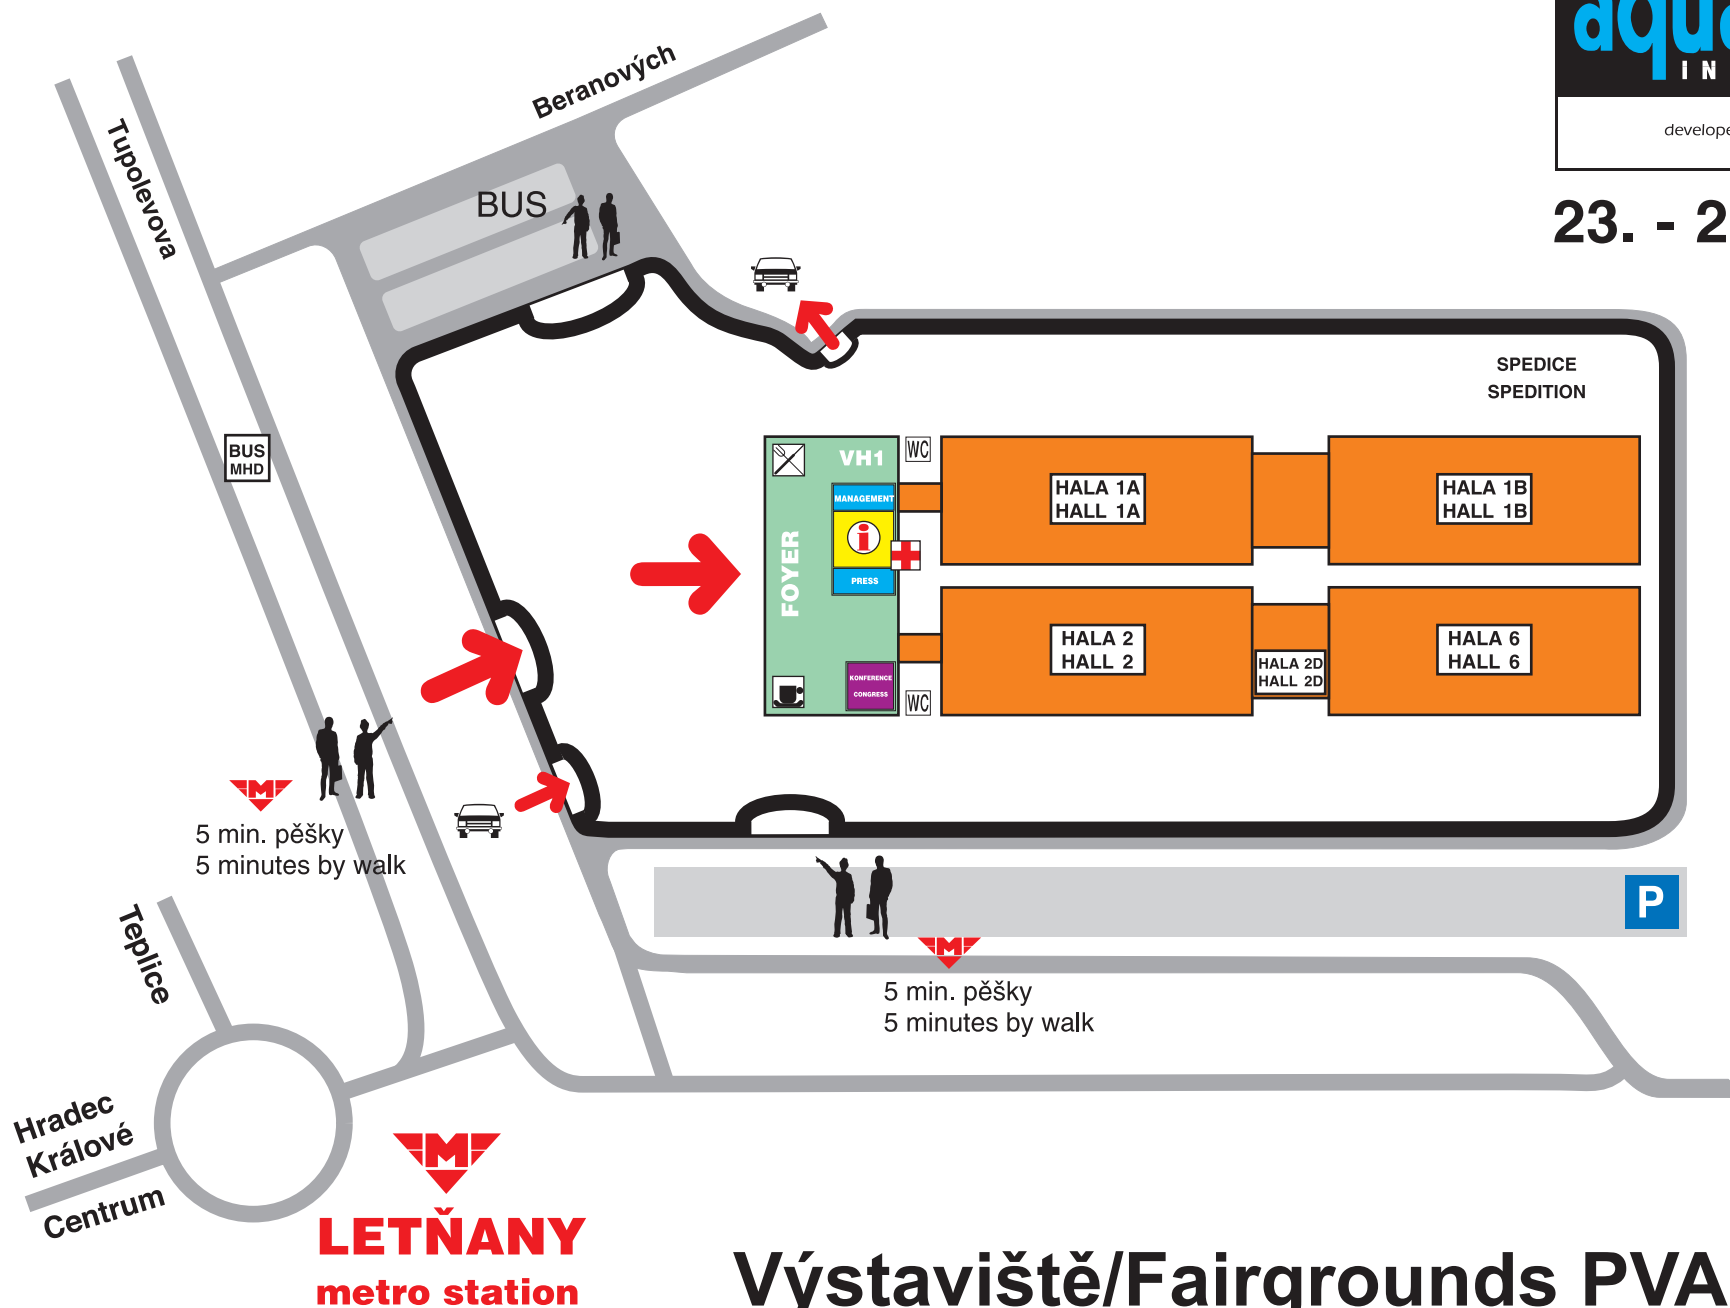 IN
develope
23. - 2
Beranových
Tupolevova
BUS
SPEDICE
SPEDITION
BUS
MHD
VH1
WC
MANAGEMENT
i
PRESS
FOYER
KONFERENCE
CONGRESS
WC
HALA 1A
HALL 1A
HALA 1B
HALL 1B
HALA 2
HALL 2
HALA 2D
HALL 2D
HALA 6
HALL 6
M
5 min. pěšky
5 minutes by walk
P
M
5 min. pěšky
5 minutes by walk
Teplice
Hradec
Králové
Centrum
M
LETŇANY
metro station
Výstaviště/Fairgrounds PVA